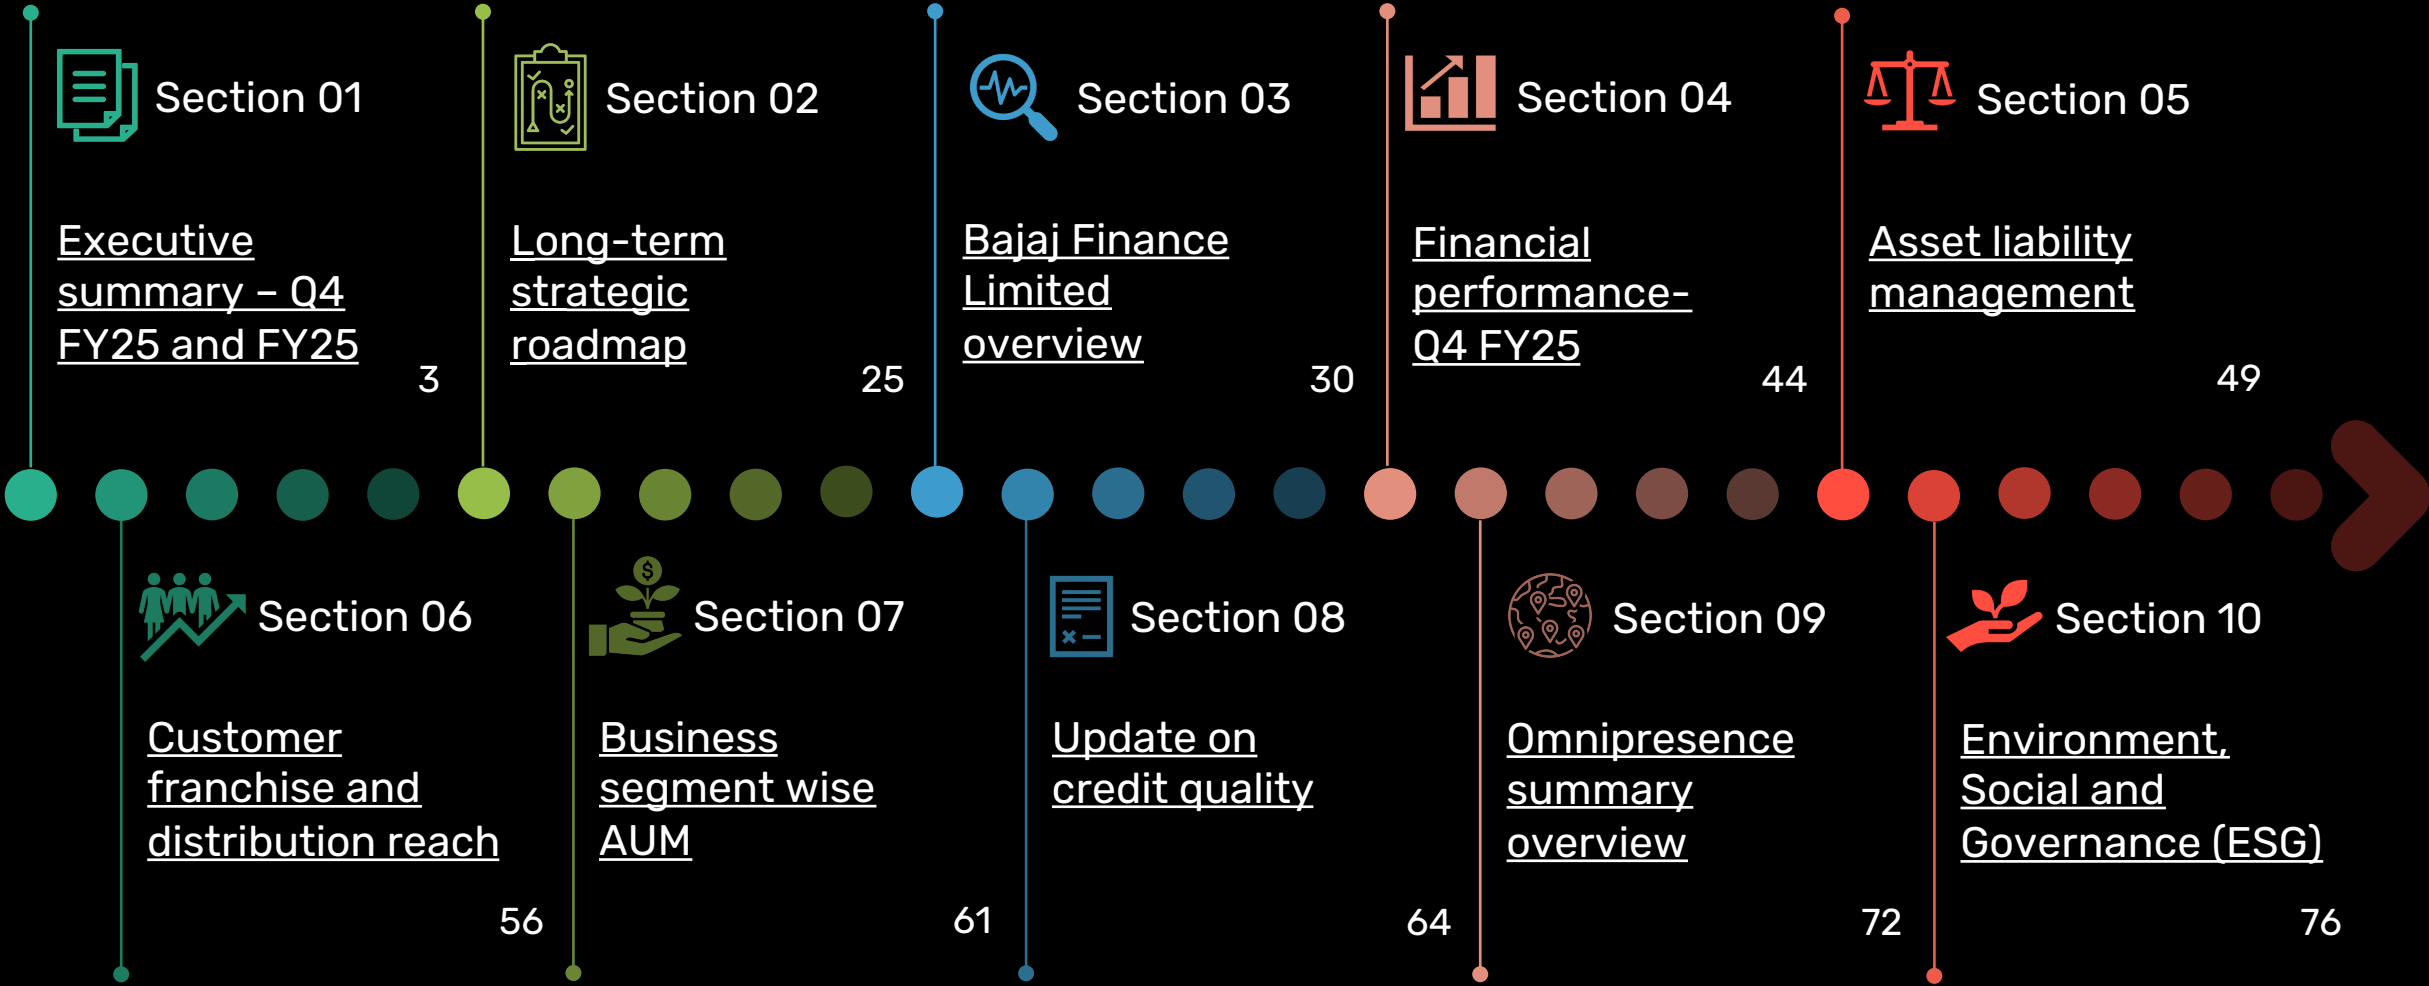 Section 01
Executive
summary – Q4
FY25 and FY25
3
Section 02
Long-term
strategic
roadmap
25
Section 03
Bajaj Finance
Limited
overview
30
Section 04
Financial
performance-
Q4 FY25
44
Section 05
Asset liability
management
49
Section 06
Customer
franchise and
distribution reach
56
$
Section 07
Business
segment wise
AUM
61
Section 08
Update on
credit quality
64
Section 09
Omnipresence
summary
overview
72
Section 10
Environment,
Social and
Governance (ESG)
76